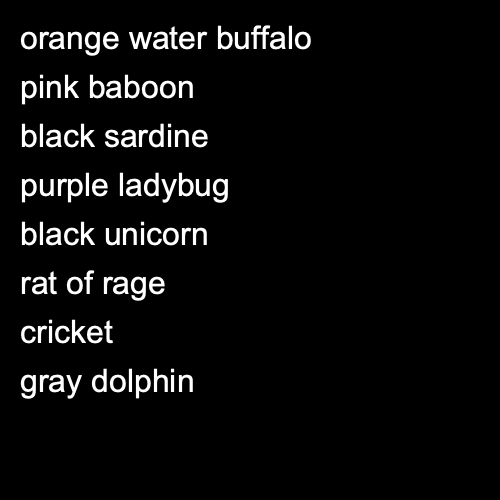 orange water buffalo
pink baboon
black sardine
purple ladybug
black unicorn
rat of rage
cricket
gray dolphin